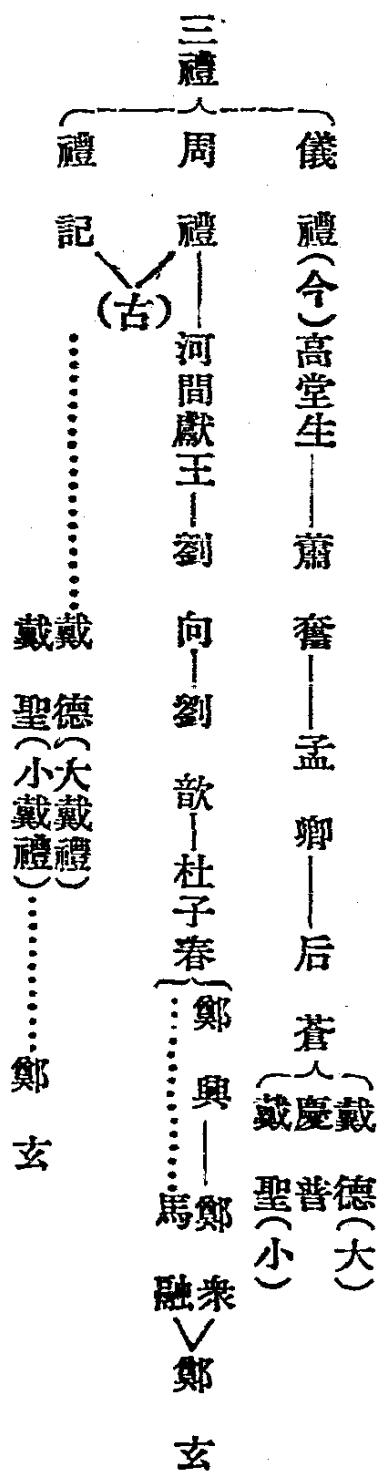 三禮
儀禮（今）高堂生——蕭奮——孟卿——后蒼
戴德（大）
慶普
戴聖（小）
周禮——河間獻王—劉向—劉歆—杜子春
鄭興——鄭衆
馬融
鄭玄
禮記
（古）
戴德（大戴禮）
戴聖（小戴禮）………鄭玄